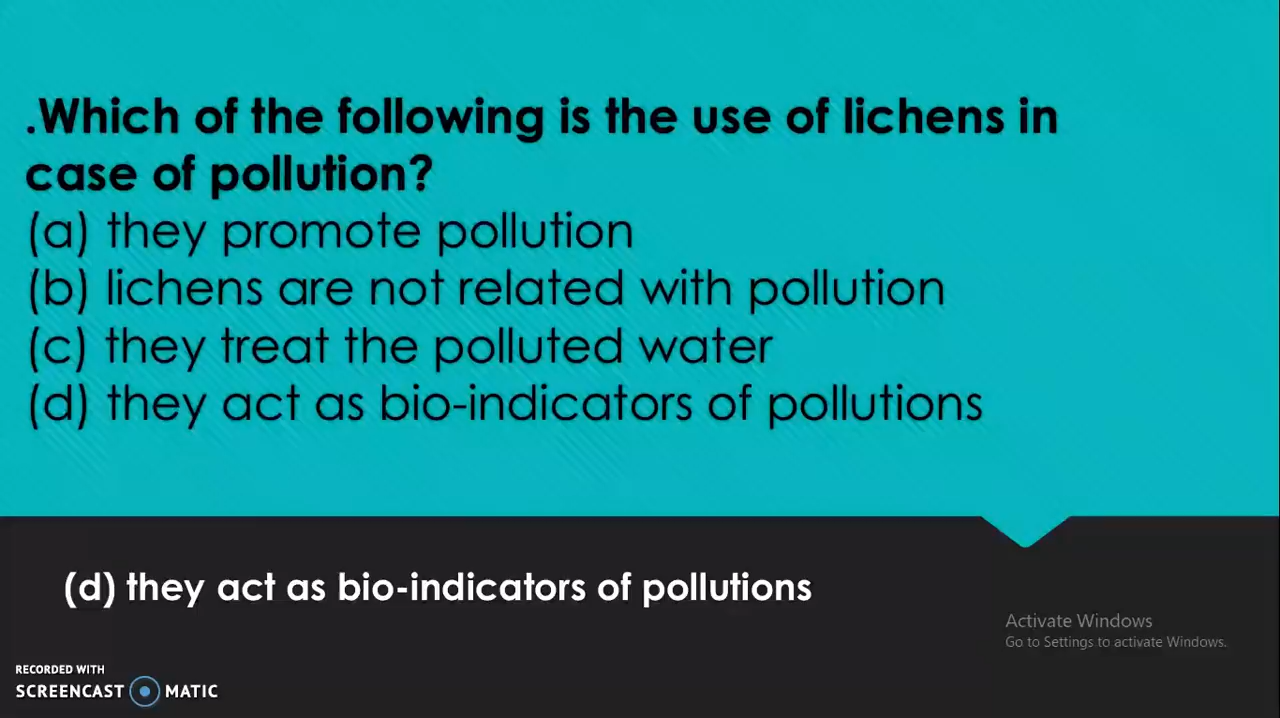 .Which of the following is the use of lichens in
case of pollution?
(a) they promote pollution
(b) lichens are not related with pollution
(c) they treat the polluted water
(d) they act as bio-indicators of pollutions
(d) they act as bio-indicators of pollutions
Activate Windows
Go to Settings to activate Windows.
RECORDED WITH
SCREENCAST MATIC